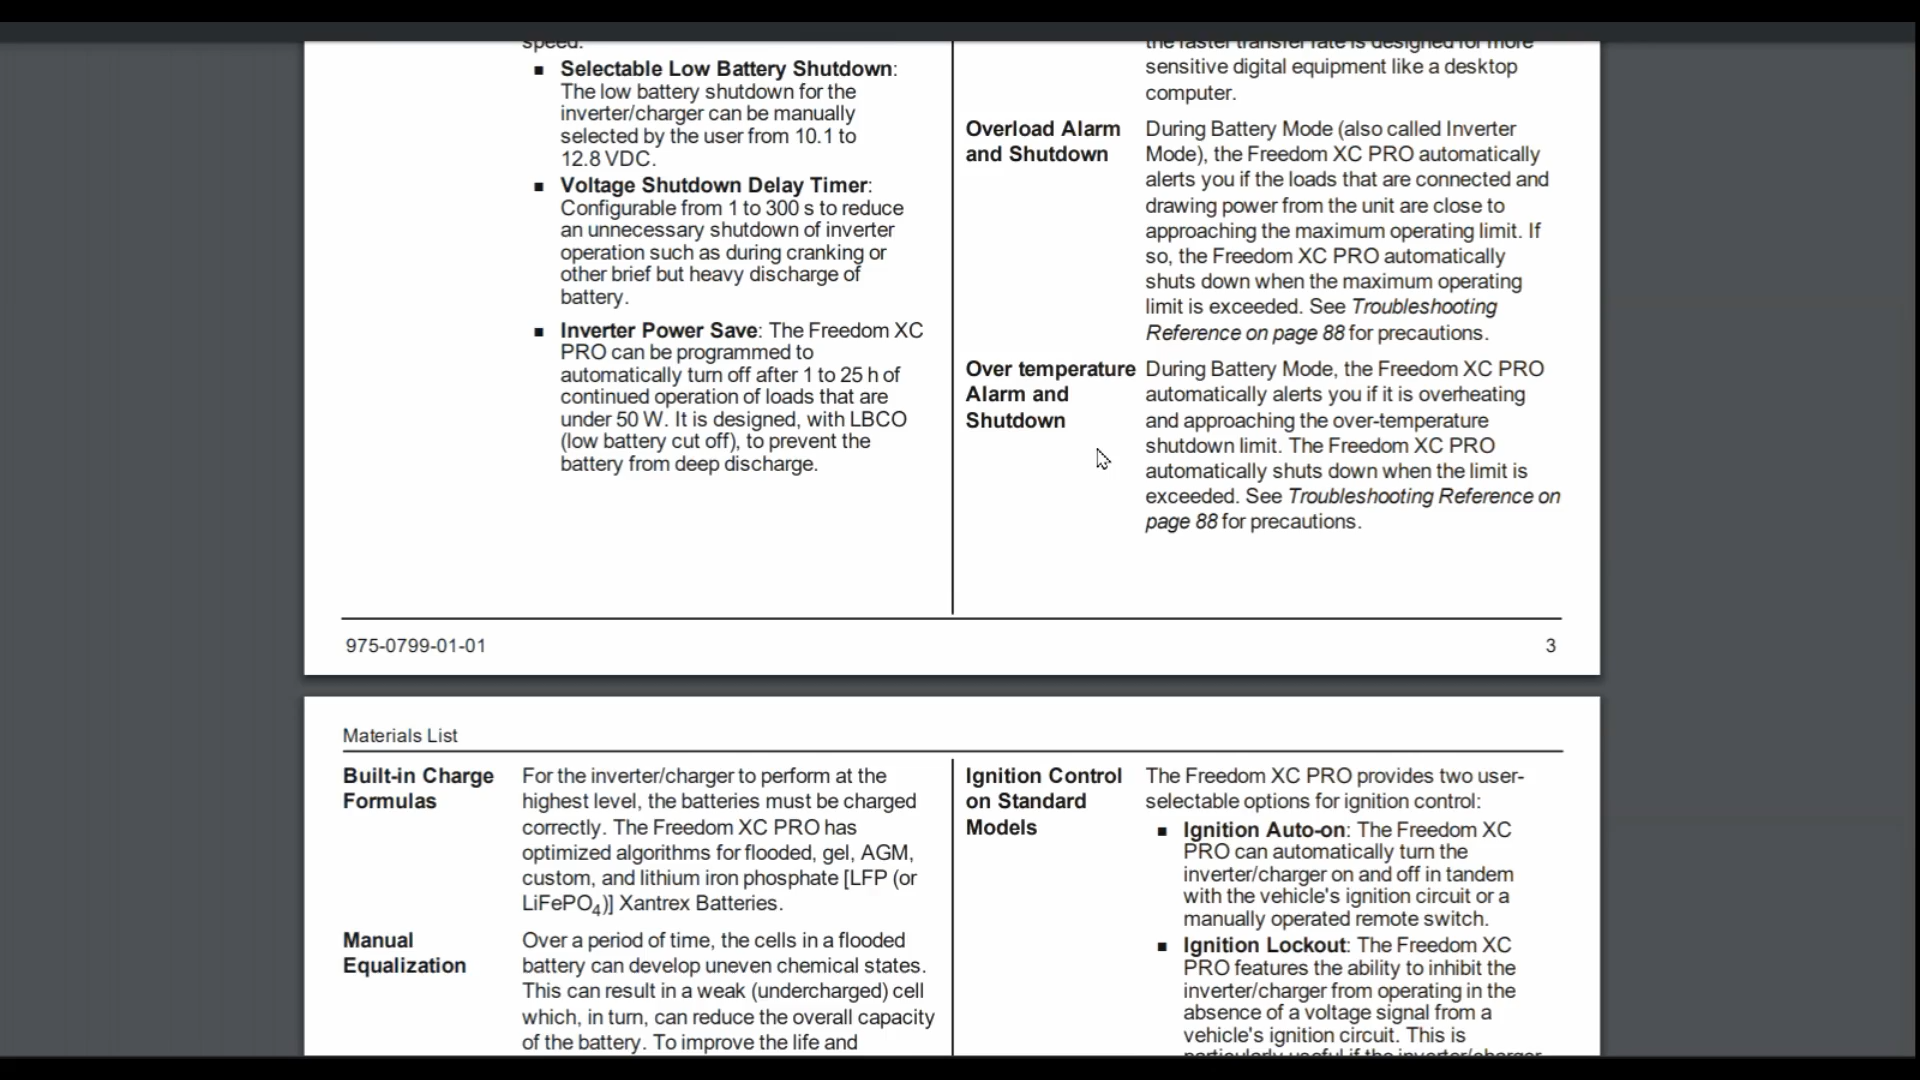 speed.
■ Selectable Low Battery Shutdown:
The low battery shutdown for the
inverter/charger can be manually
selected by the user from 10.1 to
12.8 VDC.
■ Voltage Shutdown Delay Timer:
Configurable from 1 to 300 s to reduce
an unnecessary shutdown of inverter
operation such as during cranking or
other brief but heavy discharge of
battery.
■ Inverter Power Save: The Freedom XC
PRO can be programmed to
automatically turn off after 1 to 25 h of
continued operation of loads that are
under 50 W. It is designed, with LBCO
(low battery cut off), to prevent the
battery from deep discharge.
the faster transfer rate is designed for more
sensitive digital equipment like a desktop
computer.
Overload Alarm
and Shutdown
During Battery Mode (also called Inverter
Mode), the Freedom XC PRO automatically
alerts you if the loads that are connected and
drawing power from the unit are close to
approaching the maximum operating limit. If
so, the Freedom XC PRO automatically
shuts down when the maximum operating
limit is exceeded. See Troubleshooting
Reference on page 88 for precautions.
Over temperature
Alarm and
Shutdown
During Battery Mode, the Freedom XC PRO
automatically alerts you if it is overheating
and approaching the over-temperature
shutdown limit. The Freedom XC PRO
automatically shuts down when the limit is
exceeded. See Troubleshooting Reference on
page 88 for precautions.
975-0799-01-01
3
Materials List
Built-in Charge
Formulas
For the inverter/charger to perform at the
highest level, the batteries must be charged
correctly. The Freedom XC PRO has
optimized algorithms for flooded, gel, AGM,
custom, and lithium iron phosphate [LFP (or
LiFePO4)] Xantrex Batteries.
Manual
Equalization
Over a period of time, the cells in a flooded
battery can develop uneven chemical states.
This can result in a weak (undercharged) cell
which, in turn, can reduce the overall capacity
of the battery. To improve the life and
Ignition Control
on Standard
Models
The Freedom XC PRO provides two user-
selectable options for ignition control:
■ Ignition Auto-on: The Freedom XC
PRO can automatically turn the
inverter/charger on and off in tandem
with the vehicle's ignition circuit or a
manually operated remote switch.
■ Ignition Lockout: The Freedom XC
PRO features the ability to inhibit the
inverter/charger from operating in the
absence of a voltage signal from a
vehicle's ignition circuit. This is
particularly useful if the inverter/charger